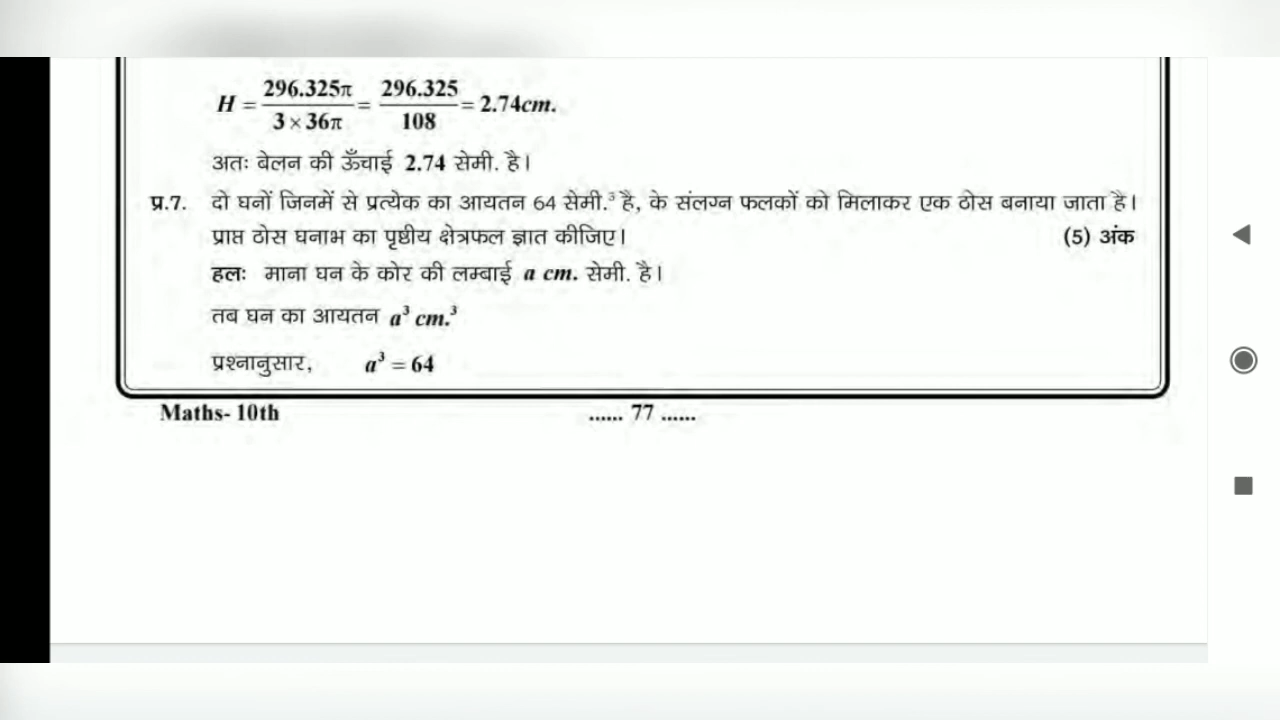 H = 296.325π / 3 × 36π = 296.325 / 108 = 2.74cm.
अतः बेलन की ऊँचाई 2.74 सेमी. है।
प्र.7. दो घनों जिनमें से प्रत्येक का आयतन 64 सेमी.³ है, के संलग्न फलकों को मिलाकर एक ठोस बनाया जाता है।
प्राप्त ठोस घनाभ का पृष्ठीय क्षेत्रफल ज्ञात कीजिए। (5) अंक
हलः माना घन के कोर की लम्बाई a cm. सेमी. है।
तब घन का आयतन a³ cm.³
प्रश्नानुसार, a³ = 64
Maths- 10th ...... 77 ......